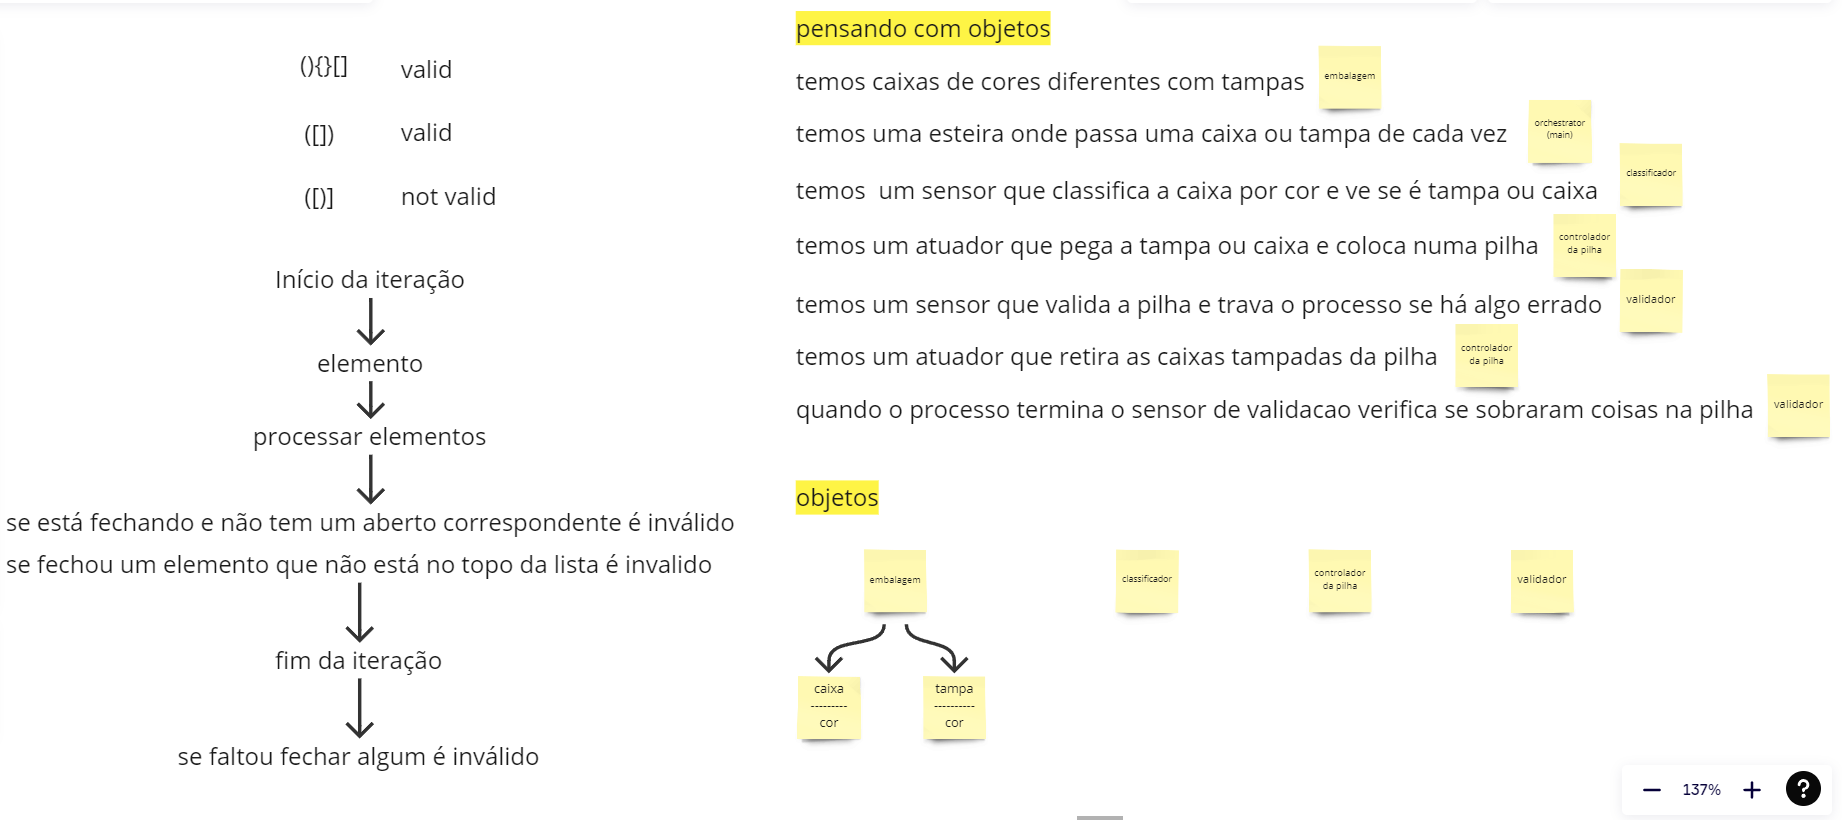 (){}[] valid
([]) valid
([)] not valid
Início da iteração
elemento
processar elementos
se está fechando e não tem um aberto correspondente é inválido
se fechou um elemento que não está no topo da lista é invalido
fim da iteração
se faltou fechar algum é inválido
pensando com objetos
temos caixas de cores diferentes com tampas
embalagem
temos uma esteira onde passa uma caixa ou tampa de cada vez
orchestrator
(main)
temos um sensor que classifica a caixa por cor e ve se é tampa ou caixa
classificador
temos um atuador que pega a tampa ou caixa e coloca numa pilha
controlador
da pilha
temos um sensor que valida a pilha e trava o processo se há algo errado
validador
temos um atuador que retira as caixas tampadas da pilha
controlador
da pilha
quando o processo termina o sensor de validacao verifica se sobraram coisas na pilha
validador
objetos
embalagem
classificador
controlador
da pilha
validador
caixa
---------
cor
tampa
----------
cor
− 137% + ?